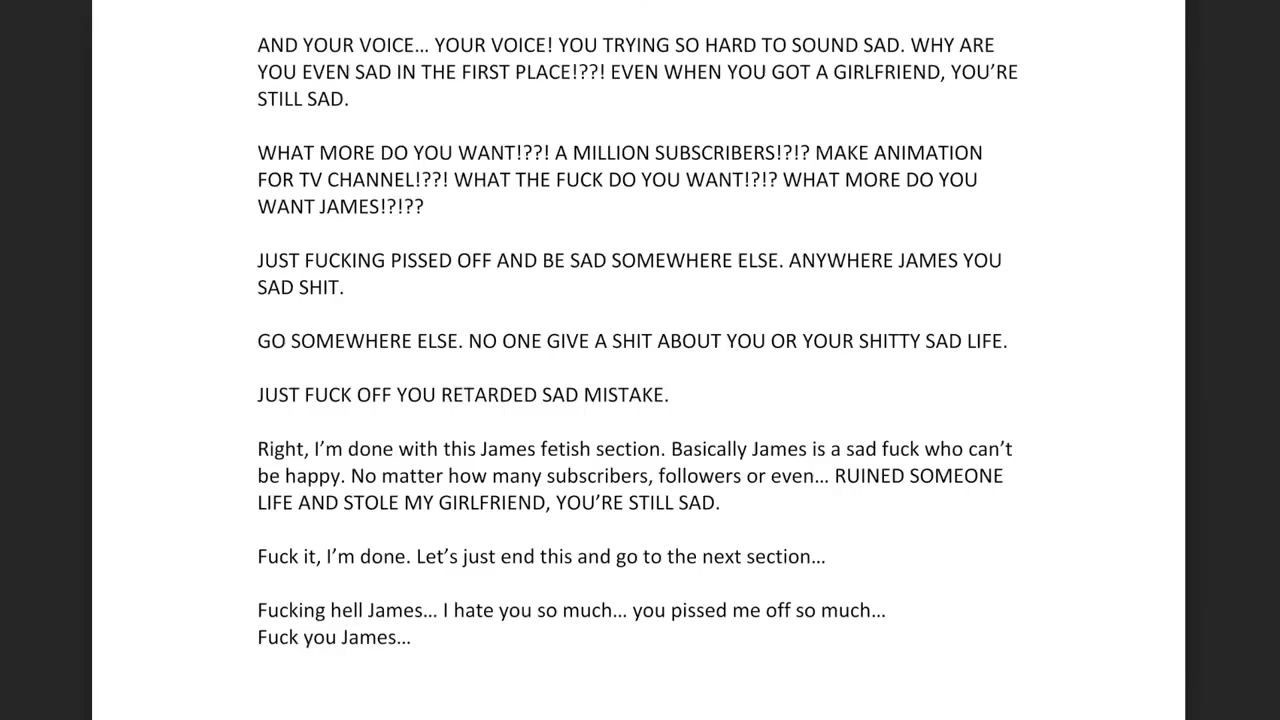 AND YOUR VOICE… YOUR VOICE! YOU TRYING SO HARD TO SOUND SAD. WHY ARE
YOU EVEN SAD IN THE FIRST PLACE!??! EVEN WHEN YOU GOT A GIRLFRIEND, YOU’RE
STILL SAD.
WHAT MORE DO YOU WANT!??! A MILLION SUBSCRIBERS!?!? MAKE ANIMATION
FOR TV CHANNEL!??! WHAT THE FUCK DO YOU WANT!?!? WHAT MORE DO YOU
WANT JAMES!?!??
JUST FUCKING PISSED OFF AND BE SAD SOMEWHERE ELSE. ANYWHERE JAMES YOU
SAD SHIT.
GO SOMEWHERE ELSE. NO ONE GIVE A SHIT ABOUT YOU OR YOUR SHITTY SAD LIFE.
JUST FUCK OFF YOU RETARDED SAD MISTAKE.
Right, I’m done with this James fetish section. Basically James is a sad fuck who can’t
be happy. No matter how many subscribers, followers or even… RUINED SOMEONE
LIFE AND STOLE MY GIRLFRIEND, YOU’RE STILL SAD.
Fuck it, I’m done. Let’s just end this and go to the next section…
Fucking hell James… I hate you so much… you pissed me off so much…
Fuck you James…